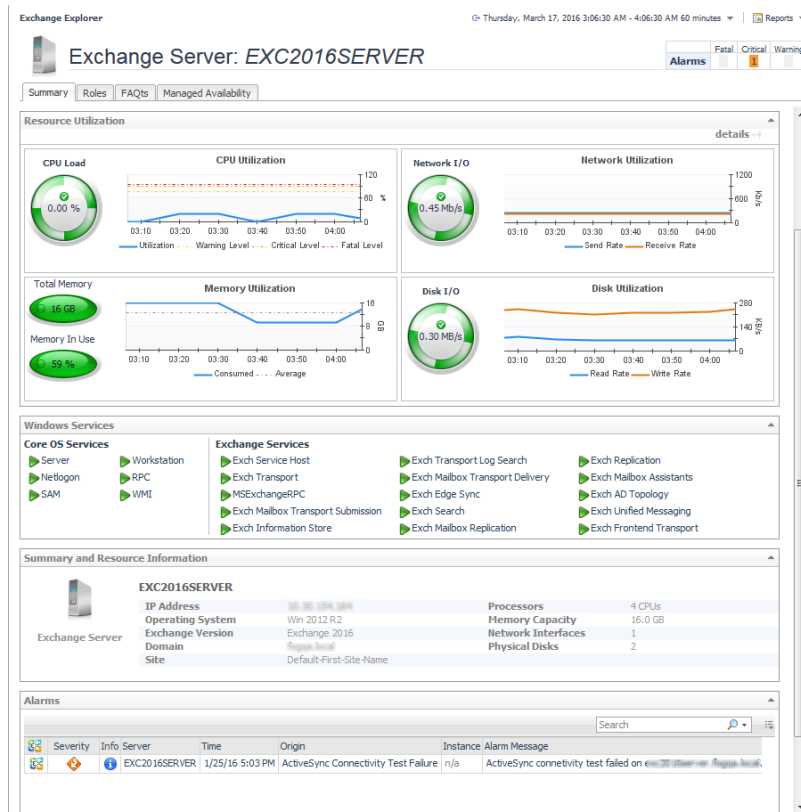 Exchange Explorer
Thursday, March 17, 2016 3:06:30 AM - 4:06:30 AM 60 minutes Reports
Exchange Server: EXC2016SERVER
Fatal Critical Warning
Alarms 1
Summary Roles FAQts Managed Availability
Resource Utilization
details
CPU Load
0.00 %
CPU Utilization
120
60
0
%
03:10 03:20 03:30 03:40 03:50 04:00
Utilization Warning Level Critical Level Fatal Level
Network I/O
0.45 Mb/s
Network Utilization
1200
600
0
Kb/s
03:10 03:20 03:30 03:40 03:50 04:00
Send Rate Receive Rate
Total Memory
16 GB
Memory In Use
59 %
Memory Utilization
16
8
0
GB
03:10 03:20 03:30 03:40 03:50 04:00
Consumed Average
Disk I/O
0.30 MB/s
Disk Utilization
280
140
0
KB/s
03:10 03:20 03:30 03:40 03:50 04:00
Read Rate Write Rate
Windows Services
Core OS Services
Server Workstation
Netlogon RPC
SAM WMI
Exchange Services
Exch Service Host Exch Transport Log Search Exch Replication
Exch Transport Exch Mailbox Transport Delivery Exch Mailbox Assistants
MSExchangeRPC Exch Edge Sync Exch AD Topology
Exch Mailbox Transport Submission Exch Search Exch Unified Messaging
Exch Information Store Exch Mailbox Replication Exch Frontend Transport
Summary and Resource Information
Exchange Server
EXC2016SERVER
IP Address Processors 4 CPUs
Operating System Win 2012 R2 Memory Capacity 16.0 GB
Exchange Version Exchange 2016 Network Interfaces 1
Domain Physical Disks 2
Site Default-First-Site-Name
Alarms
Search
Severity Info Server Time Origin Instance Alarm Message
EXC2016SERVER 1/25/16 5:03 PM ActiveSync Connectivity Test Failure n/a ActiveSync connetivity test failed on